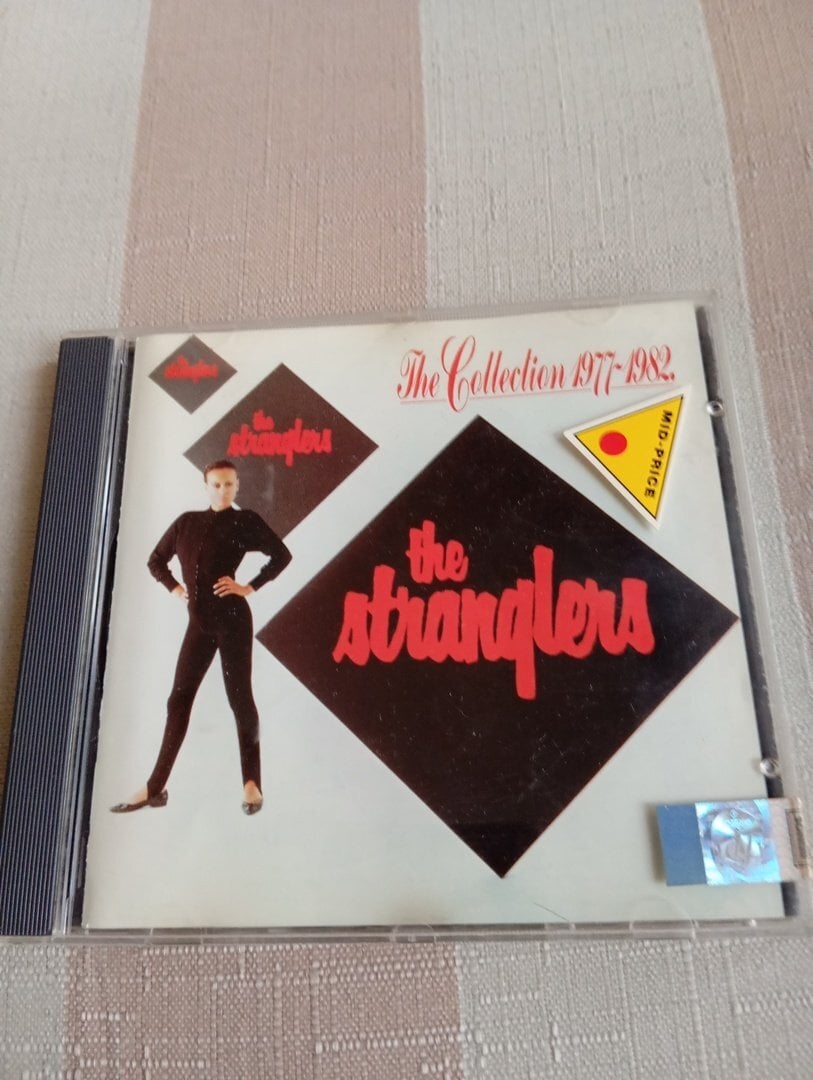 The Collection 1977-1982.
the
stranglers
the
stranglers
the
stranglers
MID-PRICE